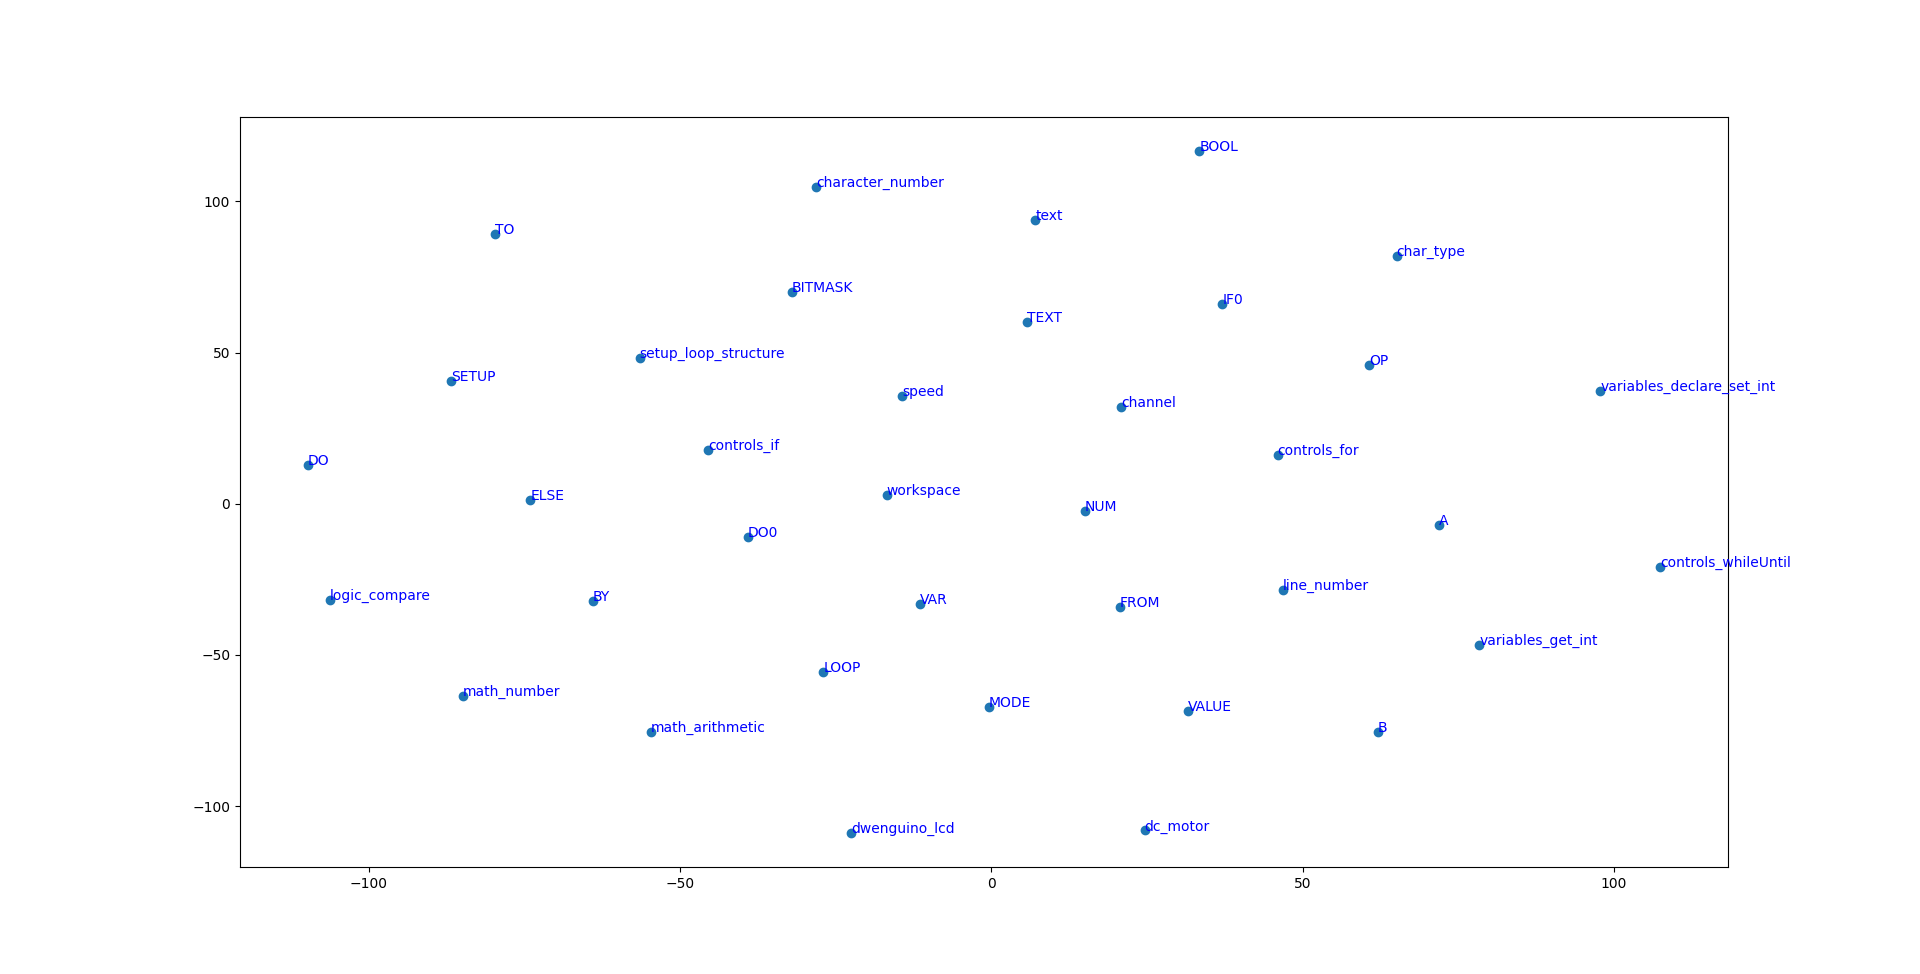 BOOL
character_number
100
text
TO
char_type
BITMASK
IF0
TEXT
50
setup_loop_structure
OP
SETUP
variables_declare_set_int
speed
channel
controls_if
controls_for
DO
workspace
ELSE
0
NUM
A
DO0
controls_whileUntil
line_number
logic_compare
BY
VAR
FROM
variables_get_int
−50
LOOP
math_number
MODE
VALUE
math_arithmetic
B
−100
dwenguino_lcd
dc_motor
−100 −50 0 50 100